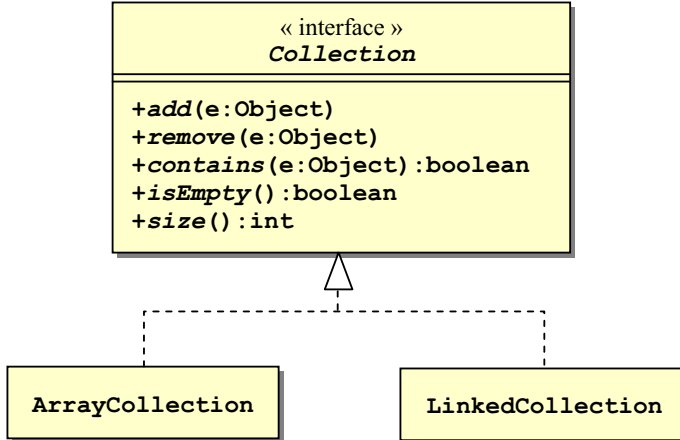 « interface »
Collection
+add(e:Object)
+remove(e:Object)
+contains(e:Object):boolean
+isEmpty():boolean
+size():int
ArrayCollection
LinkedCollection